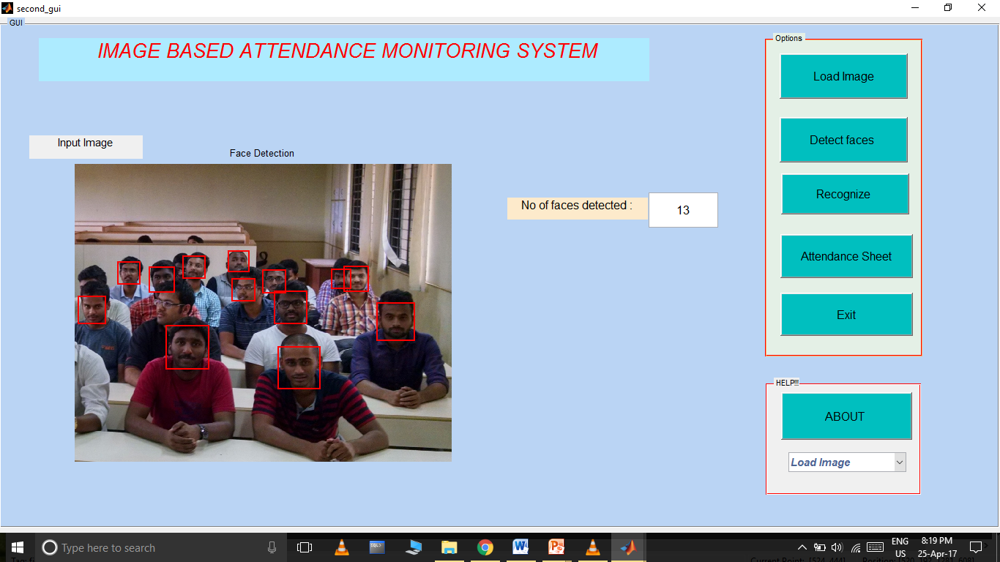 second_gui
GUI
IMAGE BASED ATTENDANCE MONITORING SYSTEM
Options
Load Image
Detect faces
Recognize
Attendance Sheet
Exit
Input Image
Face Detection
No of faces detected :
13
HELP
ABOUT
Load Image
Type here to search
SQL>
ENG
US
8:19 PM
25-Apr-17